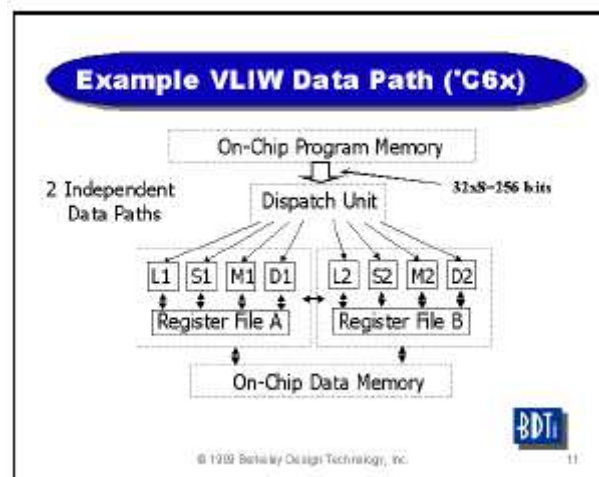 Example VLIW Data Path ('C6x)
On-Chip Program Memory
2 Independent
Data Paths
32x8=256 bits
Dispatch Unit
L1 S1 M1 D1 L2 S2 M2 D2
Register File A Register File B
On-Chip Data Memory
BDTi
© 1999 Berkeley Design Technology, Inc. 11